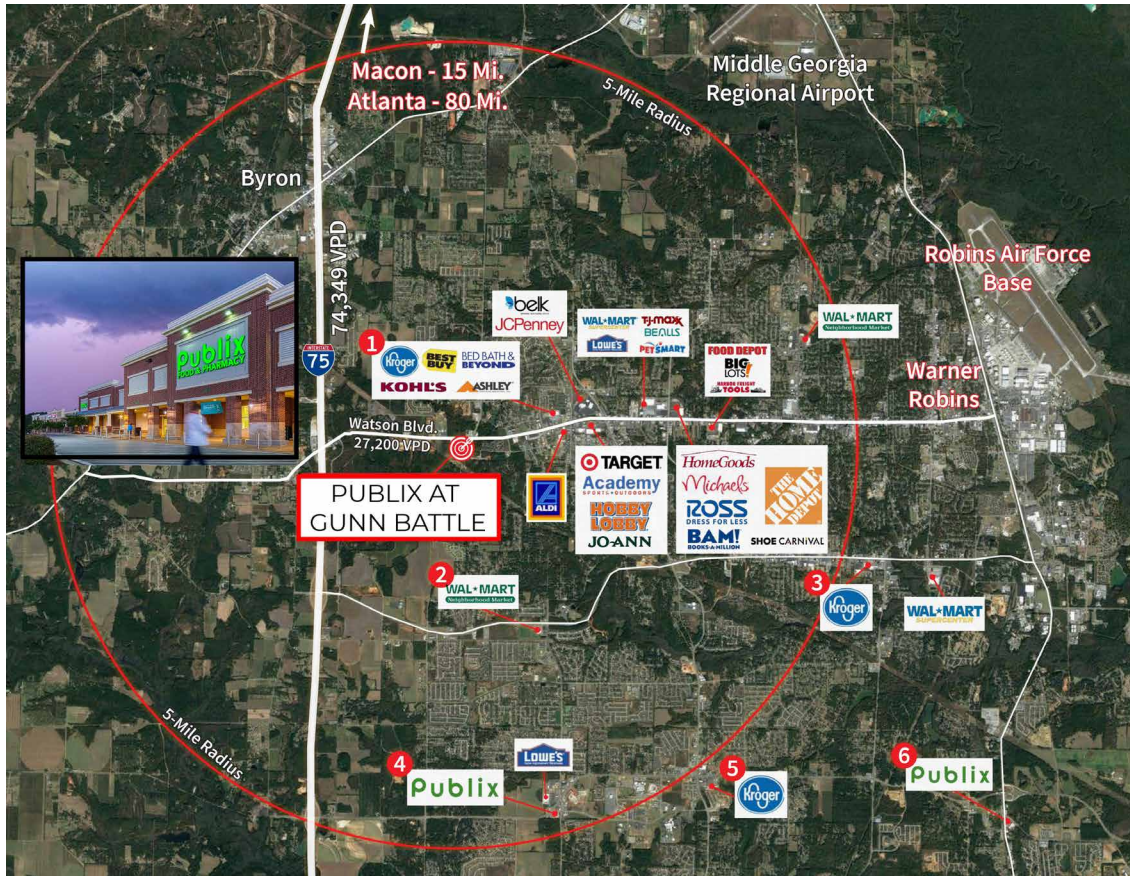 Macon - 15 Mi.
Atlanta - 80 Mi.
5-Mile Radius
Middle Georgia
Regional Airport
Byron
74,349 VPD
Robins Air Force
Base
Publix
FOOD & PHARMACY
INTERSTATE
75
1
Kroger
BEST BUY
BED BATH &
BEYOND
KOHL'S
ASHLEY
belk
JCPenney
WAL★MART
SUPERCENTER
T•J•maxx
BEALLS
LOWE'S
PETSMART
FOOD DEPOT
BIG
LOTS!
HARBOR FREIGHT
TOOLS
WAL★MART
Neighborhood Market
Warner
Robins
Watson Blvd.
27,200 VPD
PUBLIX AT
GUNN BATTLE
ALDI
TARGET
Academy
SPORTS+OUTDOORS
HOBBY
LOBBY
JO-ANN
HomeGoods
Michaels
ROSS
DRESS FOR LESS
BAM!
BOOKS-A-MILLION
THE
HOME
DEPOT
SHOE CARNIVAL
2
WAL★MART
Neighborhood Market
3
Kroger
WAL★MART
SUPERCENTER
5-Mile Radius
4
Publix
LOWE'S
5
Kroger
6
Publix